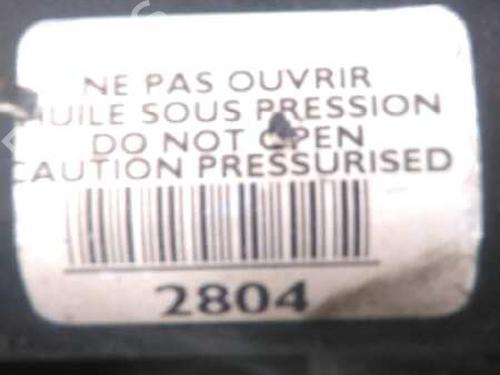 NE PAS OUVRIR
HUILE SOUS PRESSION
DO NOT OPEN
CAUTION PRESSURISED
2804